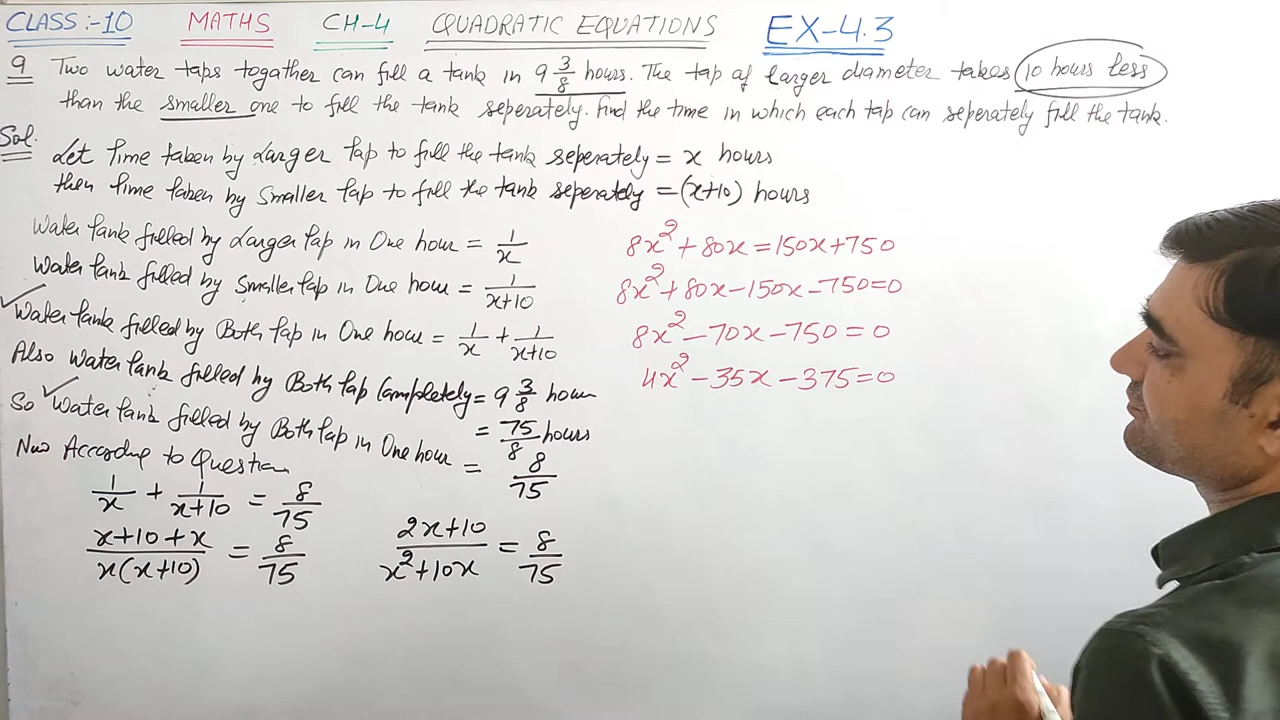 CLASS:-10 MATHS CH-4 QUADRATIC EQUATIONS EX-4.3
9 Two water taps togather can fill a tank in 9 3/8 hours. The tap of larger diameter takes 10 hours less
than the smaller one to fill the tank seperately. Find the time in which each tap can seperately fill the tank.
Sol. Let Time taken by Larger Tap to fill the tank seperately = x hours
then Time taken by Smaller Tap to fill the tank seperately = (x+10) hours
Water Tank filled by Larger Tap in One hour = 1/x
Water Tank filled by Smaller Tap in One hour = 1/(x+10)
✓Water Tank filled by Both Tap in One hour = 1/x + 1/(x+10)
Also Water Tank filled by Both Tap Completely = 9 3/8 hour
= 75/8 hours
So ✓Water Tank filled by Both Tap in One hour = 8/75
Now According to Question
1/x + 1/(x+10) = 8/75
(x+10+x)/(x(x+10)) = 8/75
(2x+10)/(x²+10x) = 8/75
8x²+80x=150x+750
8x²+80x-150x-750=0
8x²-70x-750=0
4x²-35x-375=0